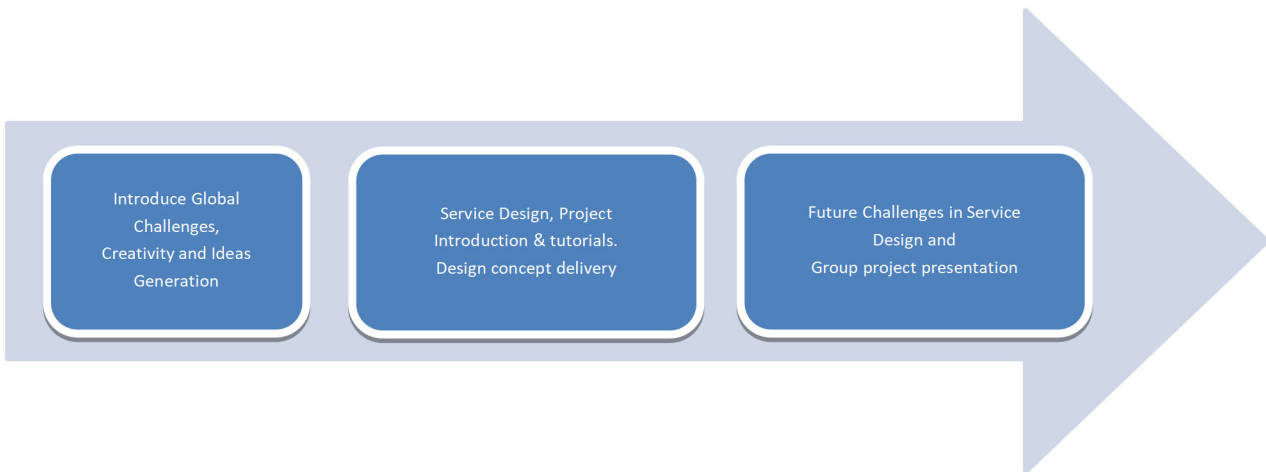 Introduce Global
Challenges,
Creativity and Ideas
Generation
Service Design, Project
Introduction & tutorials.
Design concept delivery
Future Challenges in Service
Design and
Group project presentation